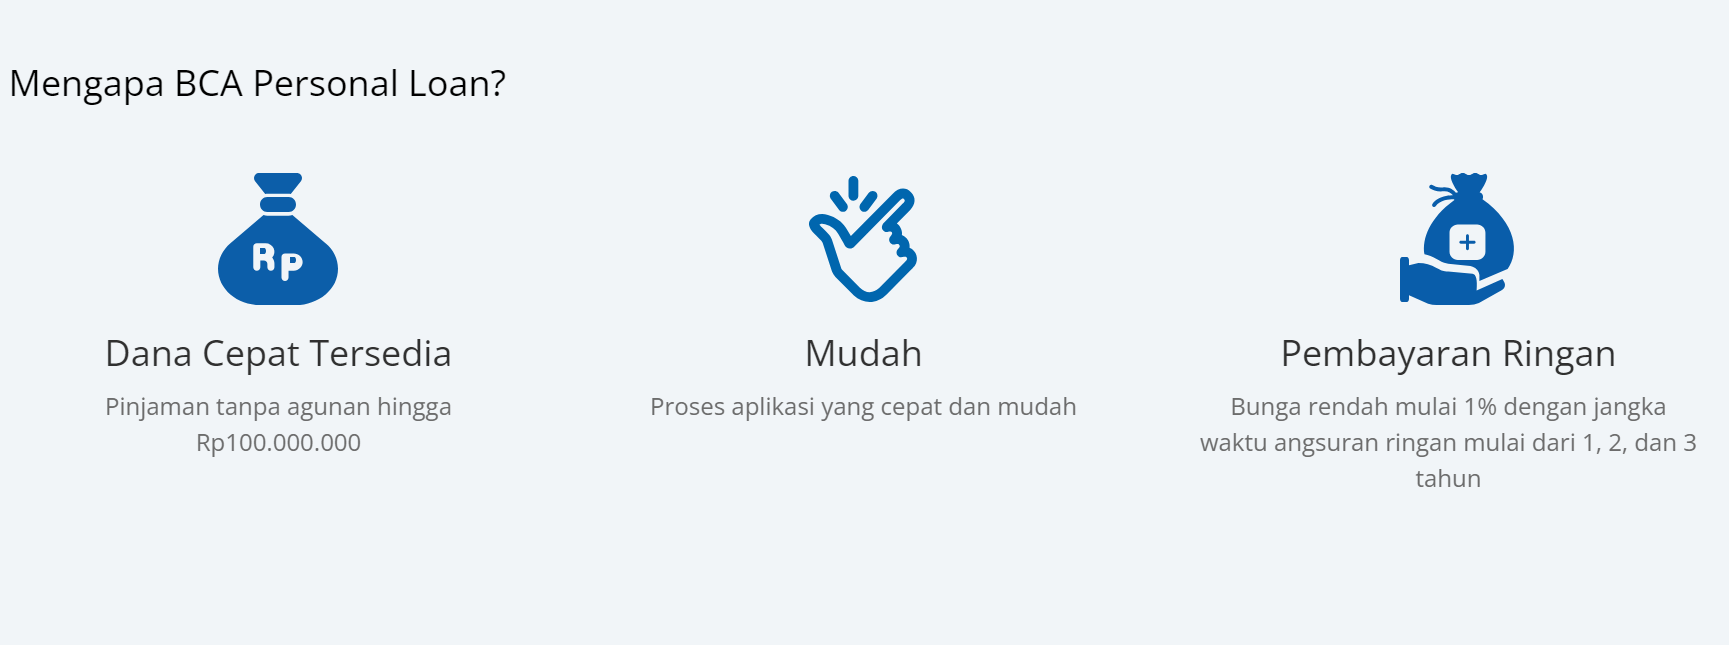 Mengapa BCA Personal Loan?
RP
Dana Cepat Tersedia
Pinjaman tanpa agunan hingga
Rp100.000.000
Mudah
Proses aplikasi yang cepat dan mudah
Pembayaran Ringan
Bunga rendah mulai 1% dengan jangka
waktu angsuran ringan mulai dari 1, 2, dan 3
tahun